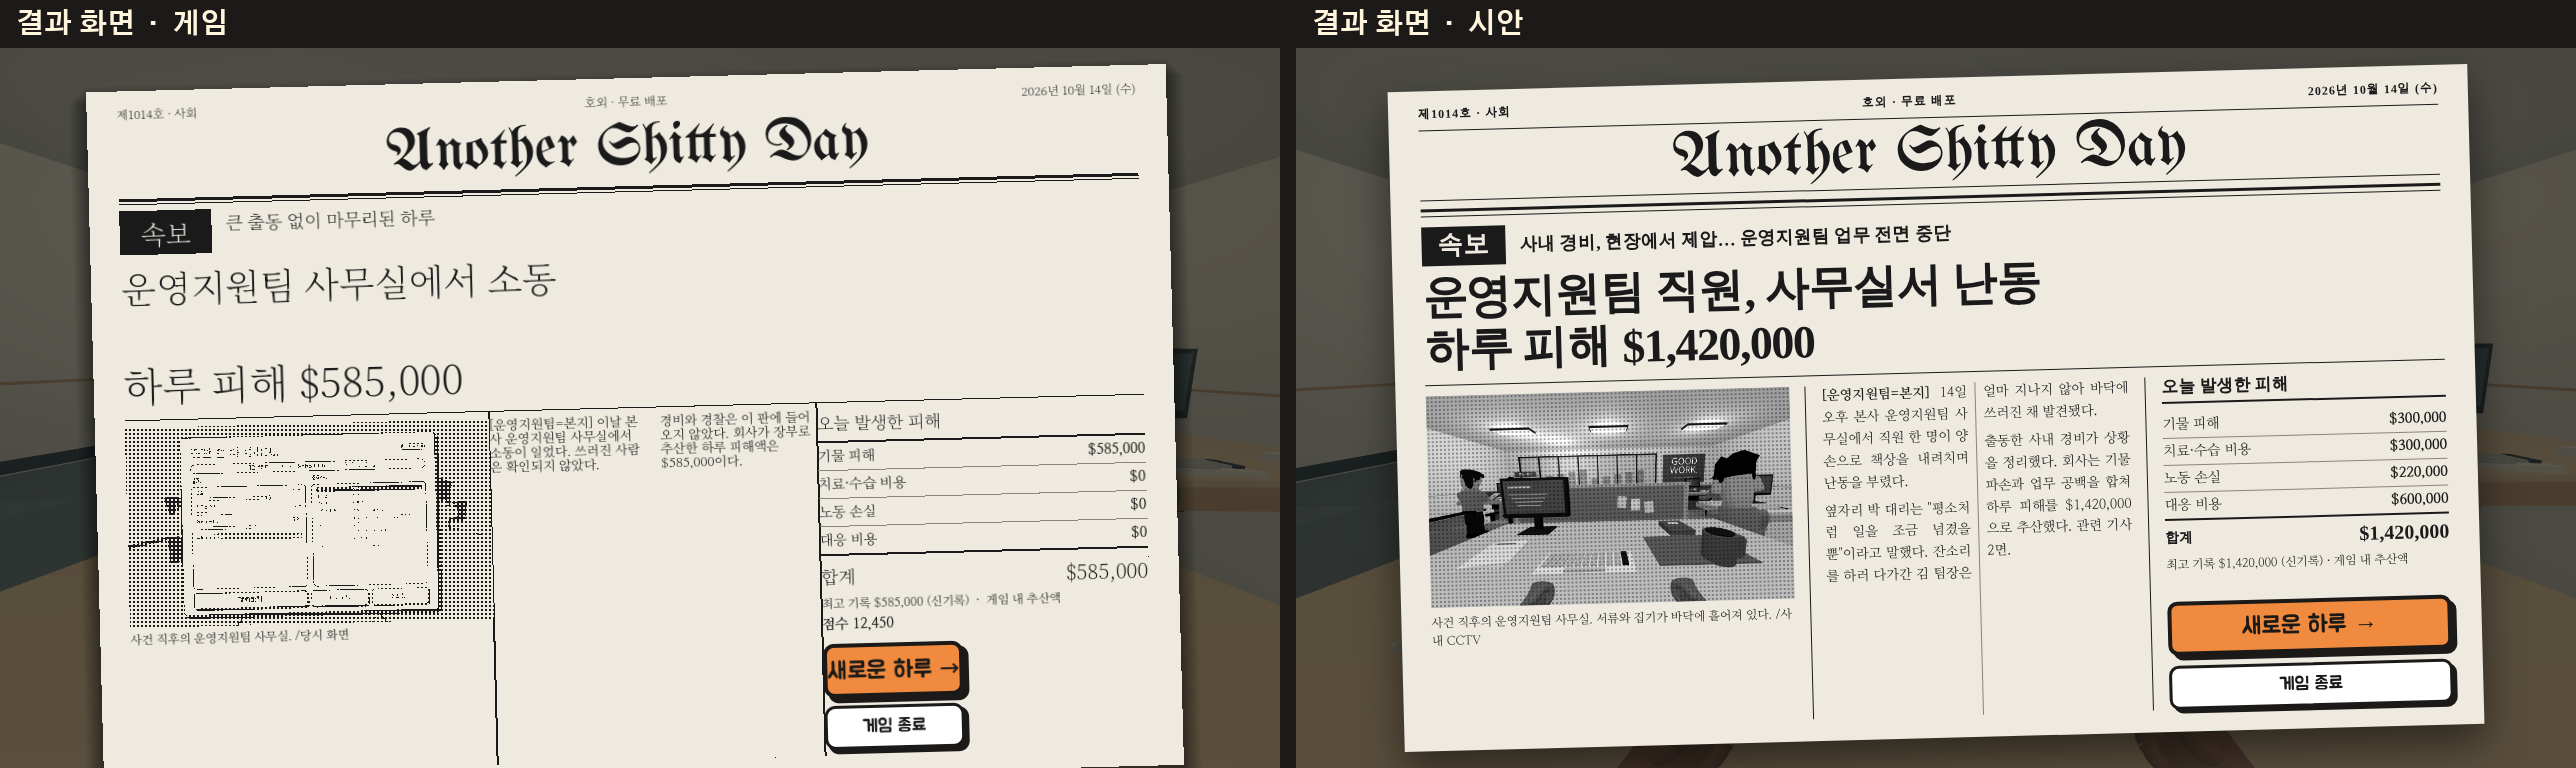 결과 화면 · 게임
제1014호 · 사회
호외 · 무료 배포
2026년 10월 14일 (수)
Another Shitty Day
속보
큰 출동 없이 마무리된 하루
운영지원팀 사무실에서 소동
하루 피해 $585,000
사건 직후의 운영지원팀 사무실. /당시 화면
[운영지원팀=본지] 이날 본
사 운영지원팀 사무실에서
소동이 일었다. 쓰러진 사람
은 확인되지 않았다.
경비와 경찰은 이 판에 들어
오지 않았다. 회사가 장부로
추산한 하루 피해액은
$585,000이다.
오늘 발생한 피해
기물 피해 $585,000
치료·수습 비용 $0
노동 손실 $0
대응 비용 $0
합계 $585,000
최고 기록 $585,000 (신기록) · 게임 내 추산액
점수 12,450
새로운 하루 →
게임 종료
결과 화면 · 시안
제1014호 · 사회
호외 · 무료 배포
2026년 10월 14일 (수)
Another Shitty Day
속보
사내 경비, 현장에서 제압… 운영지원팀 업무 전면 중단
운영지원팀 직원, 사무실서 난동
하루 피해 $1,420,000
GOOD
WORK.
사건 직후의 운영지원팀 사무실. 서류와 집기가 바닥에 흩어져 있다. /사
내 CCTV
[운영지원팀=본지] 14일
오후 본사 운영지원팀 사
무실에서 직원 한 명이 양
손으로 책상을 내려치며
난동을 부렸다.
옆자리 박 대리는 "평소처
럼 일을 조금 넘겼을
뿐"이라고 말했다. 잔소리
를 하러 다가간 김 팀장은
얼마 지나지 않아 바닥에
쓰러진 채 발견됐다.
출동한 사내 경비가 상황
을 정리했다. 회사는 기물
파손과 업무 공백을 합쳐
하루 피해를 $1,420,000
으로 추산했다. 관련 기사
2면.
오늘 발생한 피해
기물 피해 $300,000
치료·수습 비용 $300,000
노동 손실 $220,000
대응 비용 $600,000
합계 $1,420,000
최고 기록 $1,420,000 (신기록) · 게임 내 추산액
새로운 하루 →
게임 종료